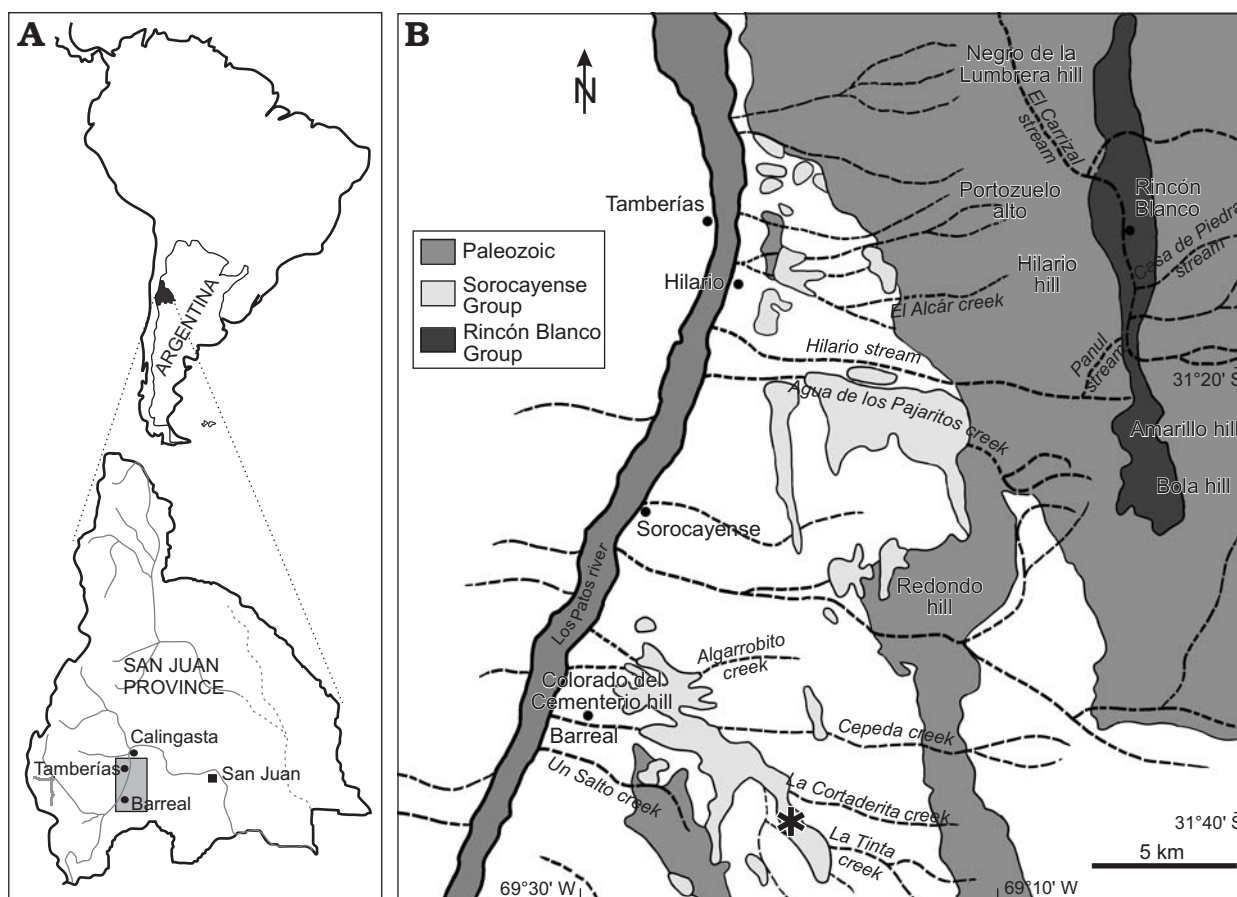 A
ARGENTINA
SAN JUAN
PROVINCE
Calingasta
Tamberías
San Juan
Barreal
B
N
Negro de la
Lumbrera hill
El Carrizal
stream
Tamberías
Portozuelo
alto
Rincón
Blanco
Casa de Piedra
stream
Paleozoic
Sorocayense
Group
Rincón Blanco
Group
Hilario
Hilario
hill
El Alcár creek
Hilario stream
Panul
stream
31°20' S
Agua de los Pajaritos creek
Amarillo hill
Bola hill
Sorocayense
Los Patos river
Redondo
hill
Algarrobito
creek
Colorado del
Cementerio hill
Barreal
Cepeda creek
Un Salto creek
La Cortaderita creek
La Tinta
creek
31°40' S
5 km
69°30' W
69°10' W